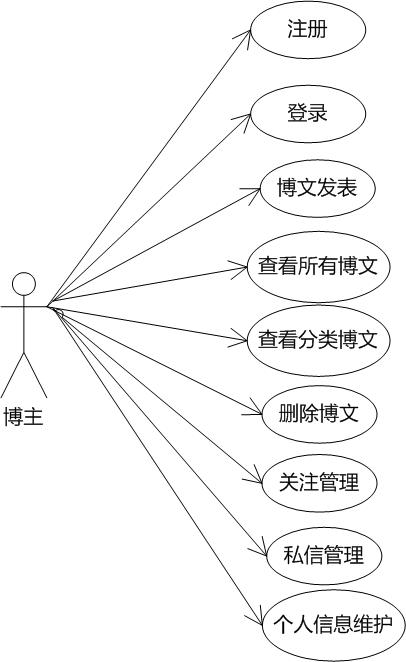 注册
登录
博文发表
查看所有博文
查看分类博文
删除博文
博主
关注管理
私信管理
个人信息维护